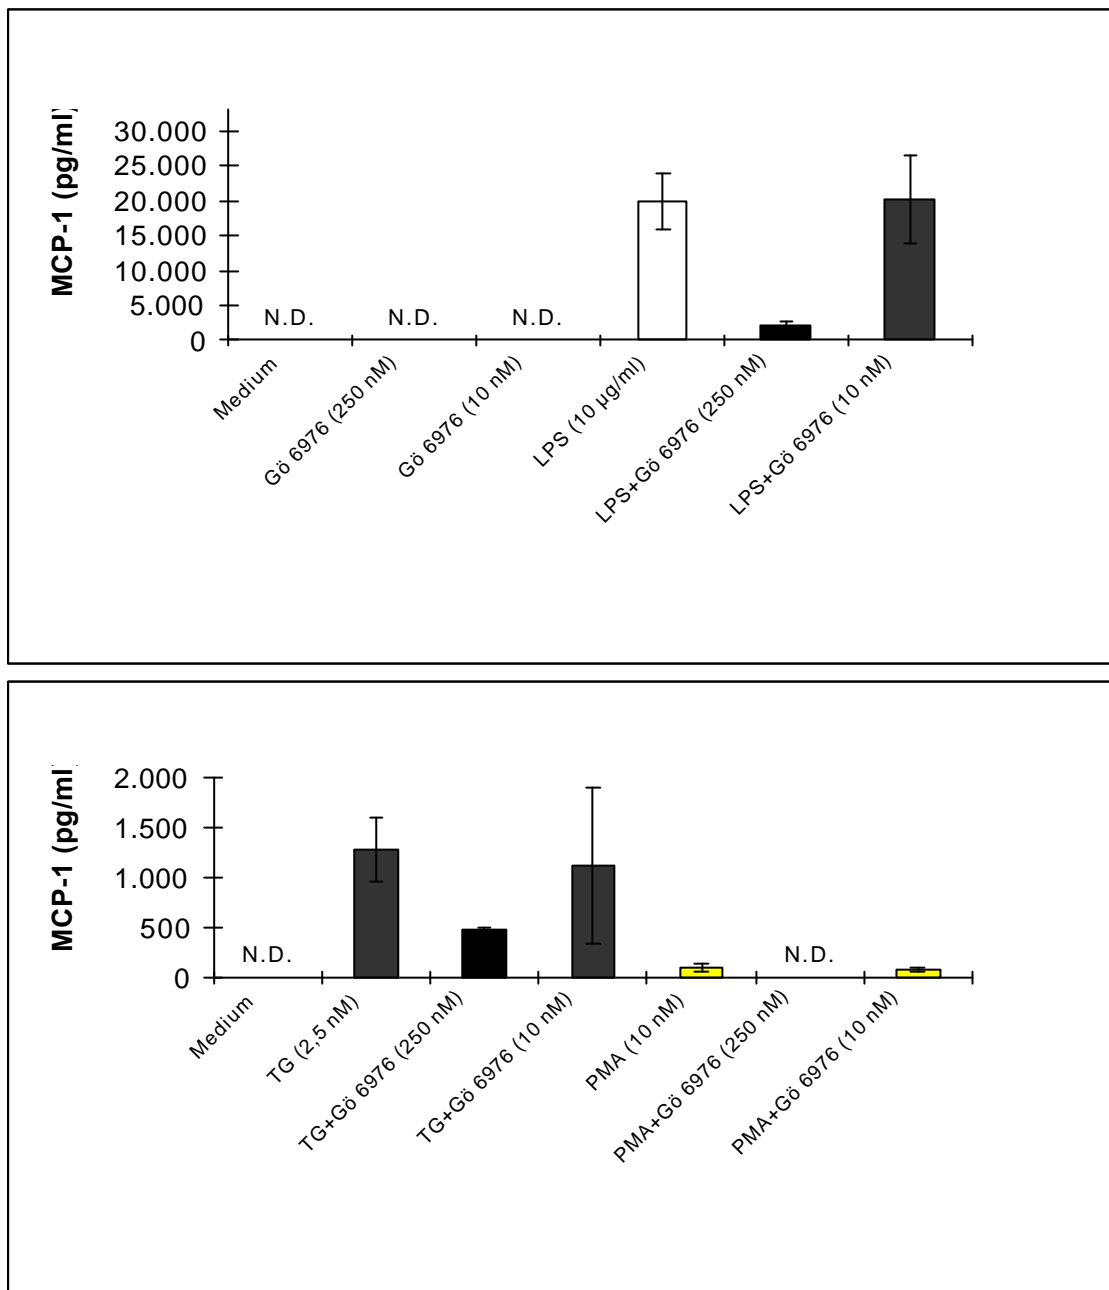 MCP-1 (pg/ml)
30.000
25.000
20.000
15.000
10.000
5.000
0
N.D.
N.D.
N.D.
Medium
Gö 6976 (250 nM)
Gö 6976 (10 nM)
LPS (10 µg/ml)
LPS+Gö 6976 (250 nM)
LPS+Gö 6976 (10 nM)
MCP-1 (pg/ml
2.000
1.500
1.000
500
0
N.D.
N.D.
Medium
TG (2,5 nM)
TG+Gö 6976 (250 nM)
TG+Gö 6976 (10 nM)
PMA (10 nM)
PMA+Gö 6976 (250 nM)
PMA+Gö 6976 (10 nM)